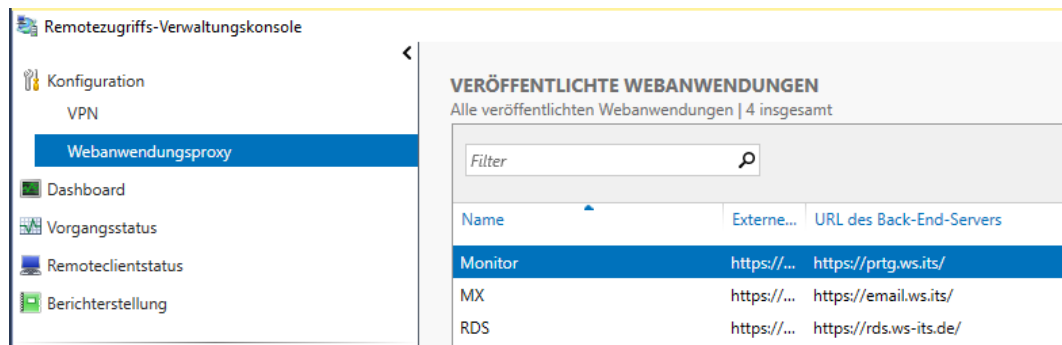 Remotezugriffs-Verwaltungskonsole
Konfiguration
VPN
Webanwendungsproxy
Dashboard
Vorgangsstatus
Remoteclientstatus
Berichterstellung
VERÖFFENTLICHTE WEBANWENDUNGEN
Alle veröffentlichten Webanwendungen | 4 insgesamt
Filter
Name Externe... URL des Back-End-Servers
Monitor https://... https://prtg.ws.its/
MX https://... https://email.ws.its/
RDS https://... https://rds.ws-its.de/